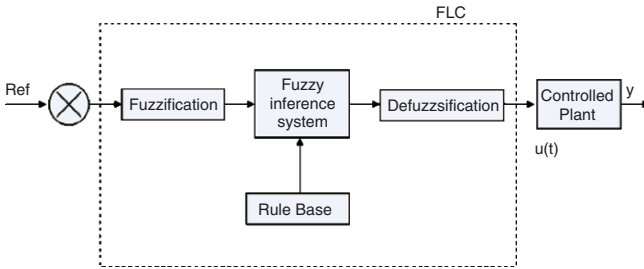 FLC
Ref
Fuzzification
Fuzzy
inference
system
Defuzzsification
Controlled
Plant
y
u(t)
Rule Base